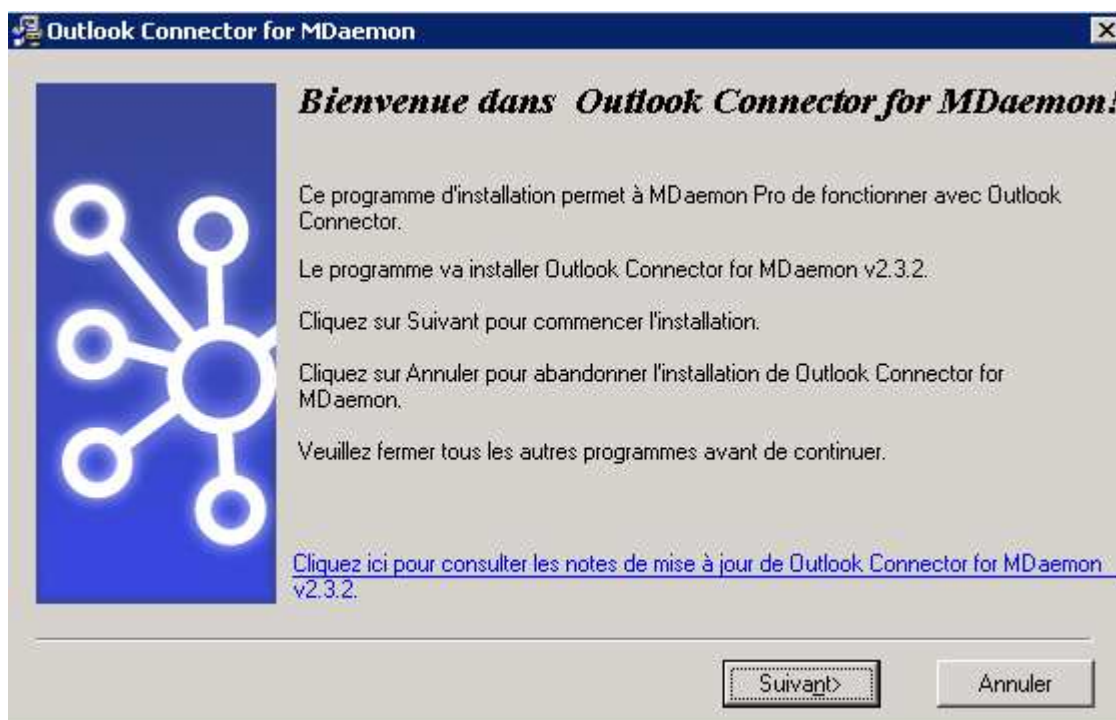 Outlook Connector for MDaemon
Bienvenue dans Outlook Connector for MDaemon!
Ce programme d'installation permet à MDaemon Pro de fonctionner avec Outlook
Connector.
Le programme va installer Outlook Connector for MDaemon v2.3.2.
Cliquez sur Suivant pour commencer l'installation.
Cliquez sur Annuler pour abandonner l'installation de Outlook Connector for
MDaemon.
Veuillez fermer tous les autres programmes avant de continuer.
Cliquez ici pour consulter les notes de mise à jour de Outlook Connector for MDaemon
v2.3.2.
Suivant>
Annuler